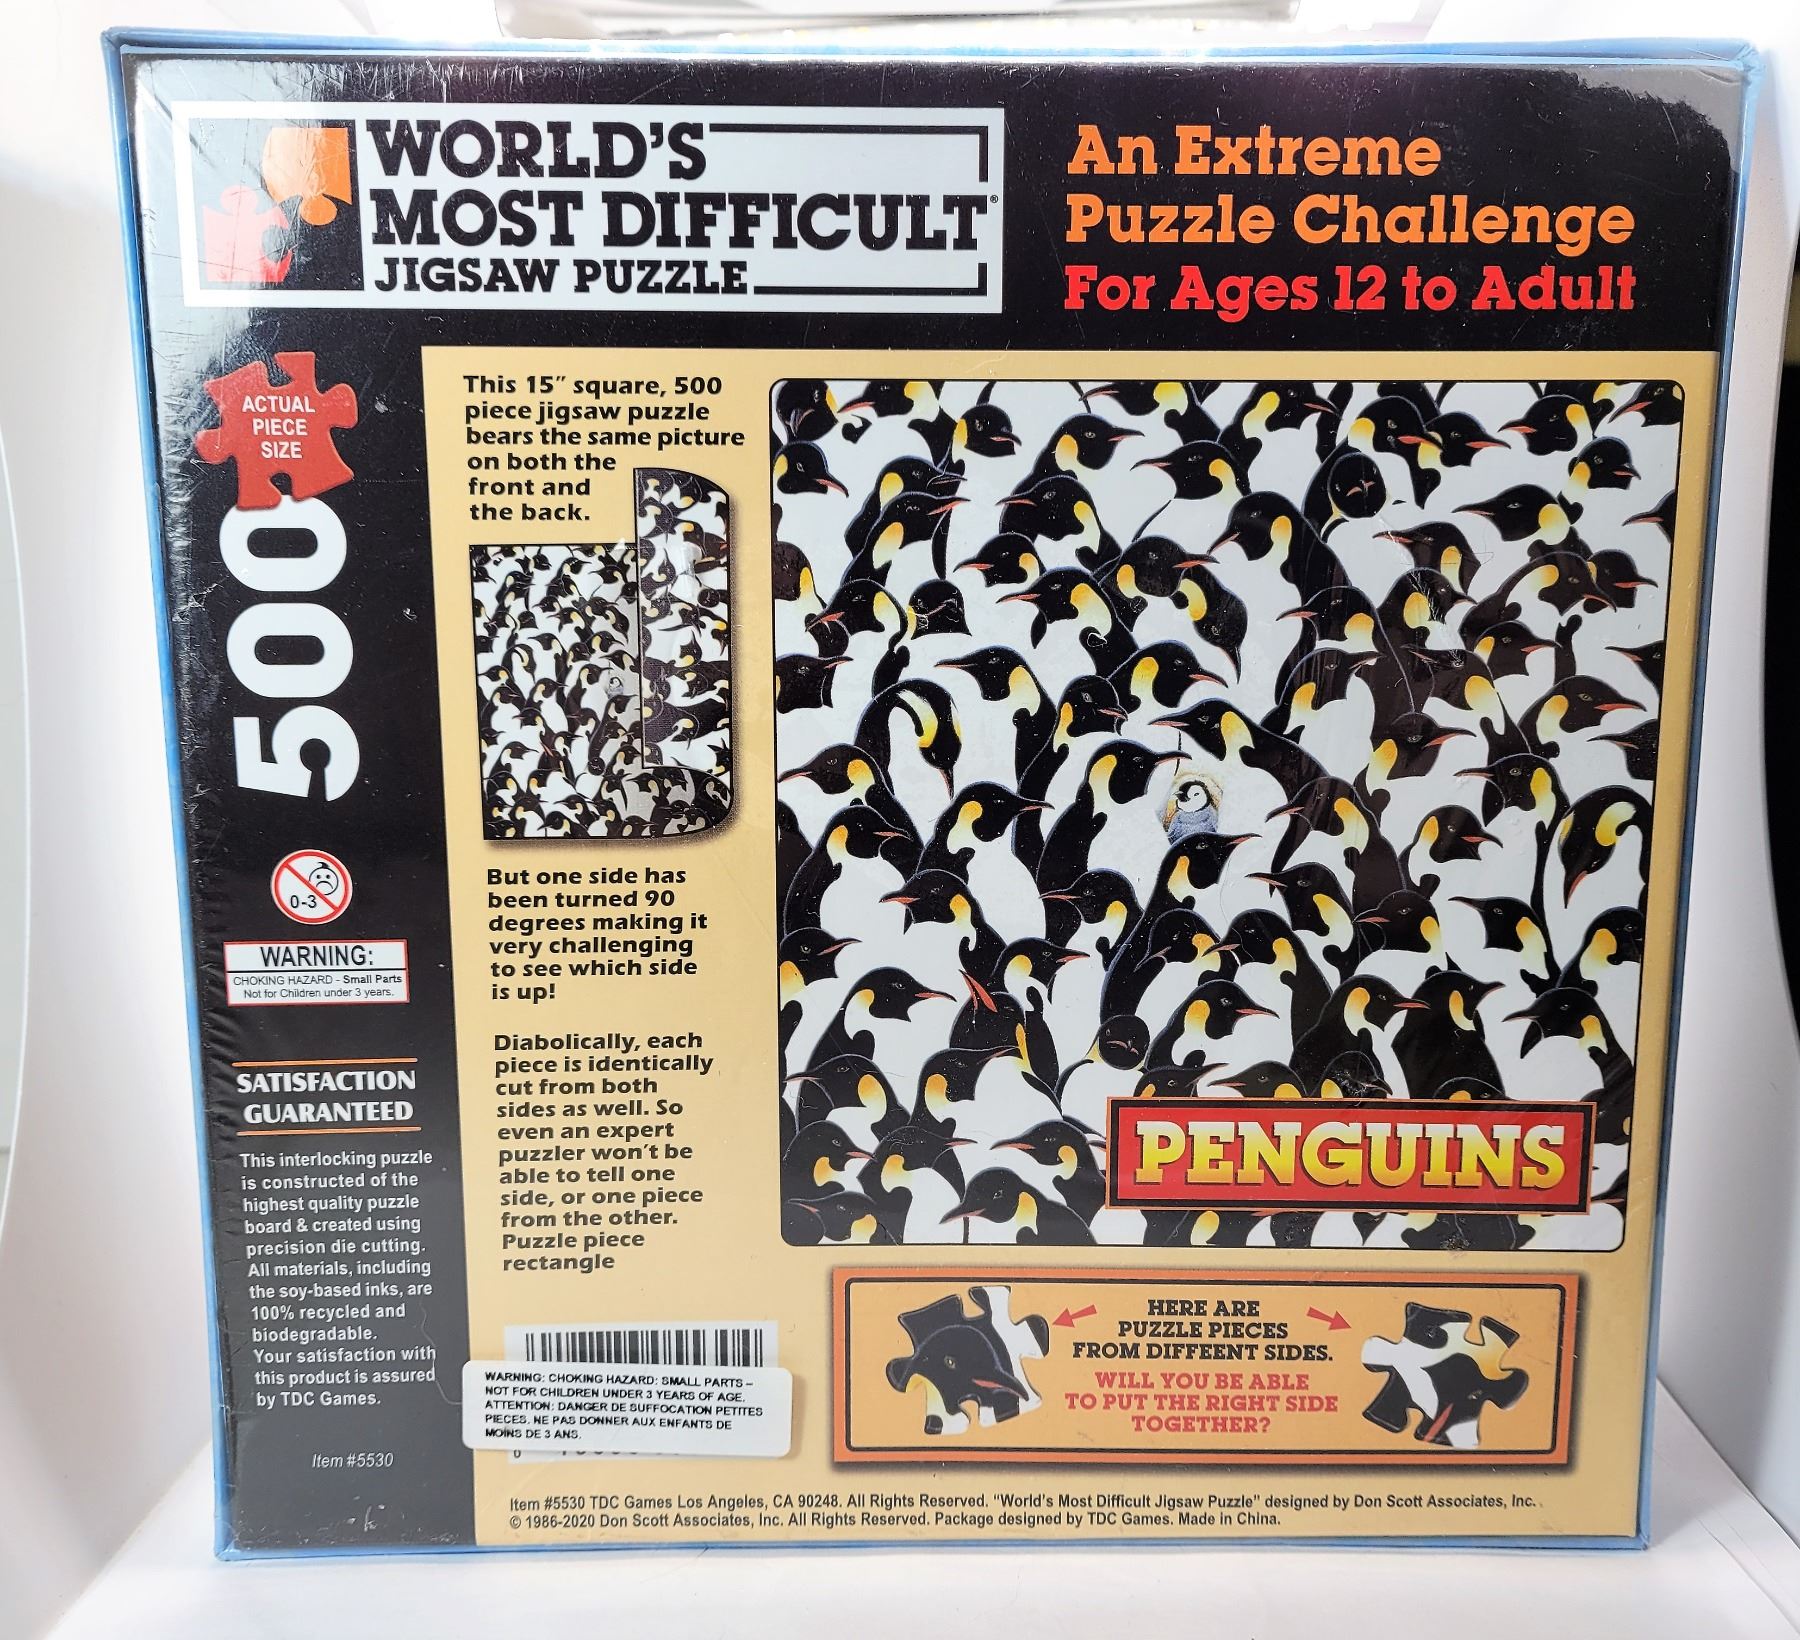 WORLD'S
MOST DIFFICULT®
JIGSAW PUZZLE
An Extreme
Puzzle Challenge
For Ages 12 to Adult
ACTUAL
PIECE
SIZE
500
0-3
WARNING:
CHOKING HAZARD - Small Parts
Not for Children under 3 years.
SATISFACTION
GUARANTEED
This interlocking puzzle
is constructed of the
highest quality puzzle
board & created using
precision die cutting.
All materials, including
the soy-based inks, are
100% recycled and
biodegradable.
Your satisfaction with
this product is assured
by TDC Games.
Item #5530
This 15" square, 500
piece jigsaw puzzle
bears the same picture
on both the
front and
the back.
But one side has
been turned 90
degrees making it
very challenging
to see which side
is up!
Diabolically, each
piece is identically
cut from both
sides as well. So
even an expert
puzzler won't be
able to tell one
side, or one piece
from the other.
Puzzle piece
rectangle
PENGUINS
HERE ARE
PUZZLE PIECES
FROM DIFFEENT SIDES.
WILL YOU BE ABLE
TO PUT THE RIGHT SIDE
TOGETHER?
WARNING: CHOKING HAZARD: SMALL PARTS –
NOT FOR CHILDREN UNDER 3 YEARS OF AGE.
ATTENTION: DANGER DE SUFFOCATION PETITES
PIECES. NE PAS DONNER AUX ENFANTS DE
MOINS DE 3 ANS.
Item #5530 TDC Games Los Angeles, CA 90248. All Rights Reserved. "World's Most Difficult Jigsaw Puzzle" designed by Don Scott Associates, Inc.
© 1986-2020 Don Scott Associates, Inc. All Rights Reserved. Package designed by TDC Games. Made in China.